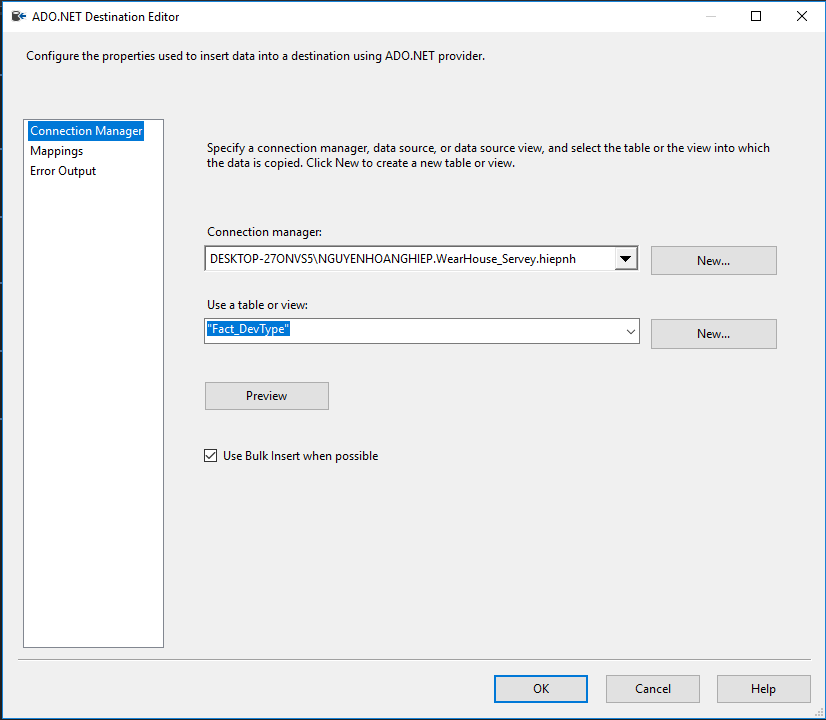 ADO.NET Destination Editor
Configure the properties used to insert data into a destination using ADO.NET provider.
Connection Manager
Mappings
Error Output
Specify a connection manager, data source, or data source view, and select the table or the view into which
the data is copied. Click New to create a new table or view.
Connection manager:
DESKTOP-27ONVS5\NGUYENHOANGHIEP.WearHouse_Servey.hiepnh
New...
Use a table or view:
"Fact_DevType"
New...
Preview
Use Bulk Insert when possible
OK
Cancel
Help